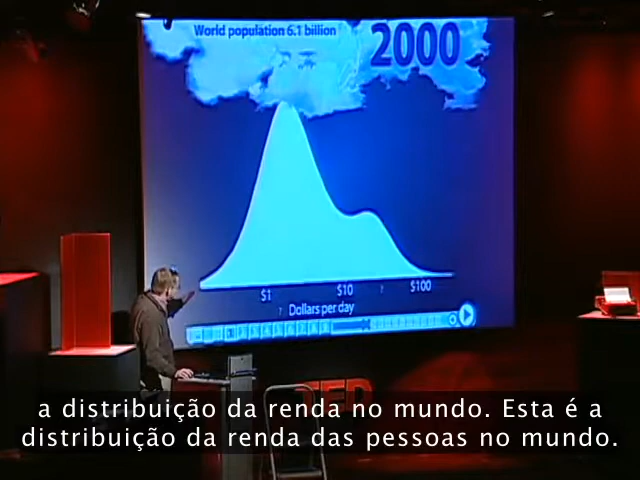 World population 6.1 billion
2000
$1 $10 ? $100
? Dollars per day
TED
a distribuição da renda no mundo. Esta é a
distribuição da renda das pessoas no mundo.